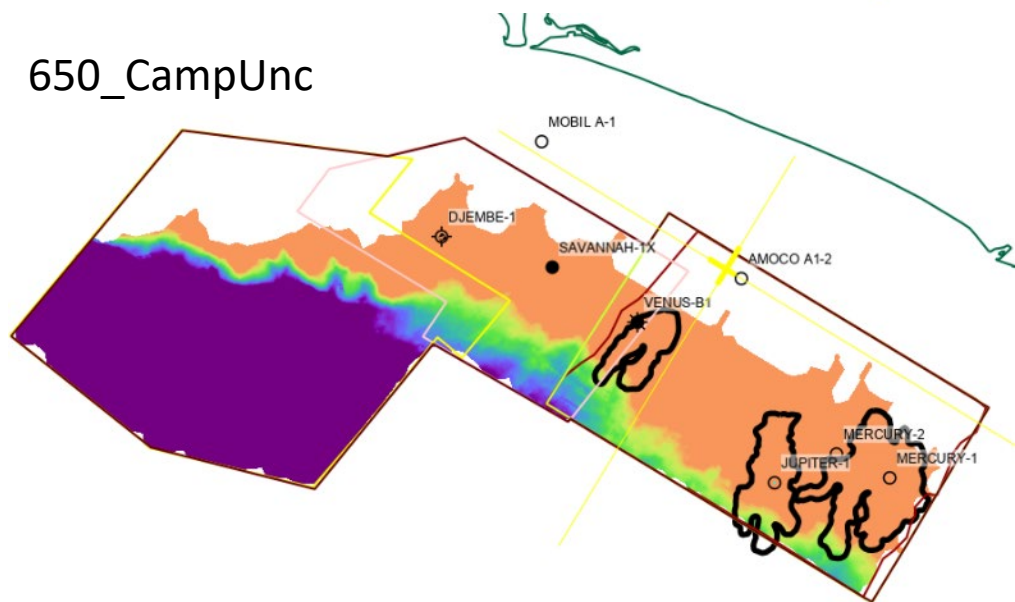 650_CampUnc
MOBIL A-1
DJEMBE-1
SAVANNAH-1X
AMOCO A1-2
VENUS-B1
MERCURY-2
JUPITER-1
MERCURY-1